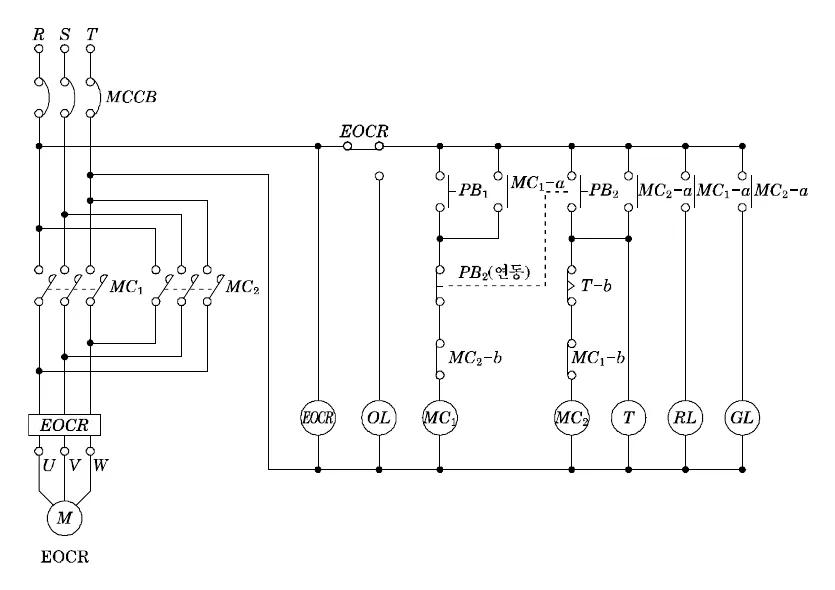 R S T
MCCB
EOCR
PB₁
MC₁-a
PB₂
MC₂-a
MC₁-a
MC₂-a
MC₁
MC₂
PB₂(연동)
T-b
MC₂-b
MC₁-b
EOCR
EOCR
OL
MC₁
MC₂
T
RL
GL
U V W
M
EOCR